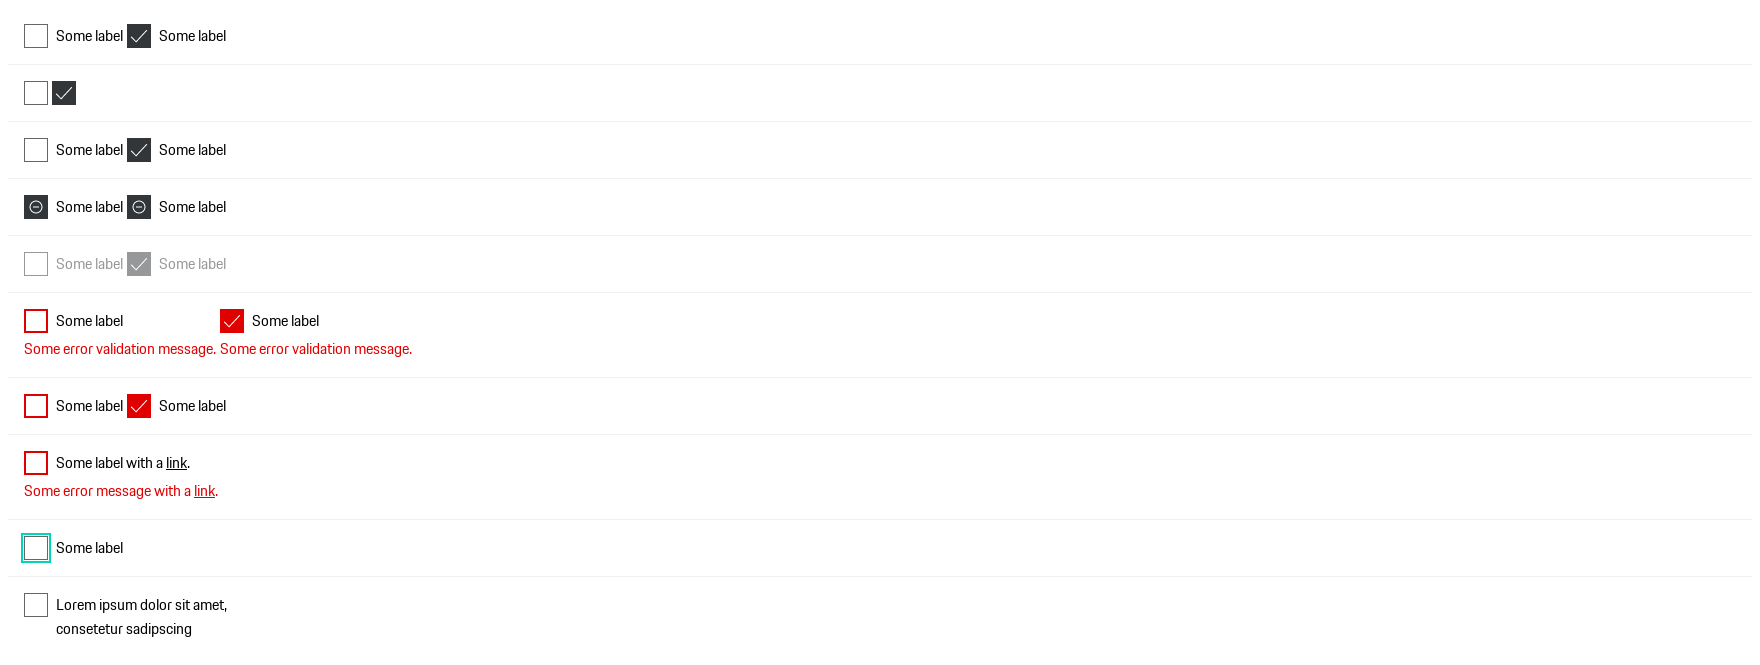 Some label Some label
Some label Some label
Some label Some label
Some label Some label
Some label Some label
Some error validation message. Some error validation message.
Some label Some label
Some label with a link.
Some error message with a link.
Some label
Lorem ipsum dolor sit amet,
consetetur sadipscing